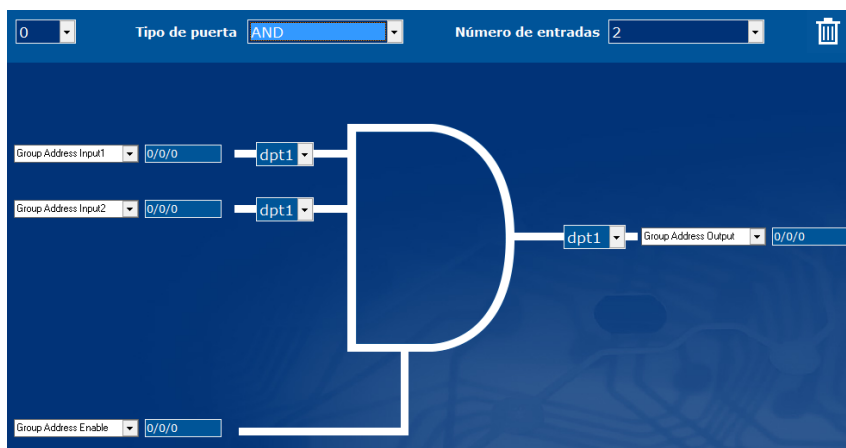 0 Tipo de puerta AND Número de entradas 2
Group Address Input1 0/0/0 dpt1
Group Address Input2 0/0/0 dpt1
dpt1 Group Address Output 0/0/0
Group Address Enable 0/0/0